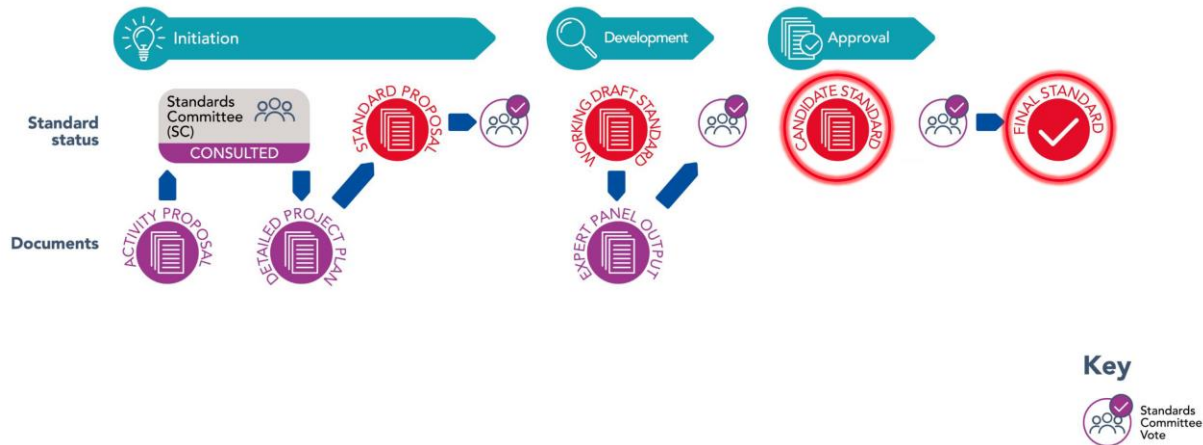 Initiation
Development
Approval
Standard
status
Standards
Committee
(SC)
CONSULTED
STANDARD PROPOSAL
WORKING DRAFT STANDARD
CANDIDATE STANDARD
FINAL STANDARD
Documents
ACTIVITY PROPOSAL
DETAILED PROJECT PLAN
EXPERT PANEL OUTPUT
Key
Standards
Committee
Vote